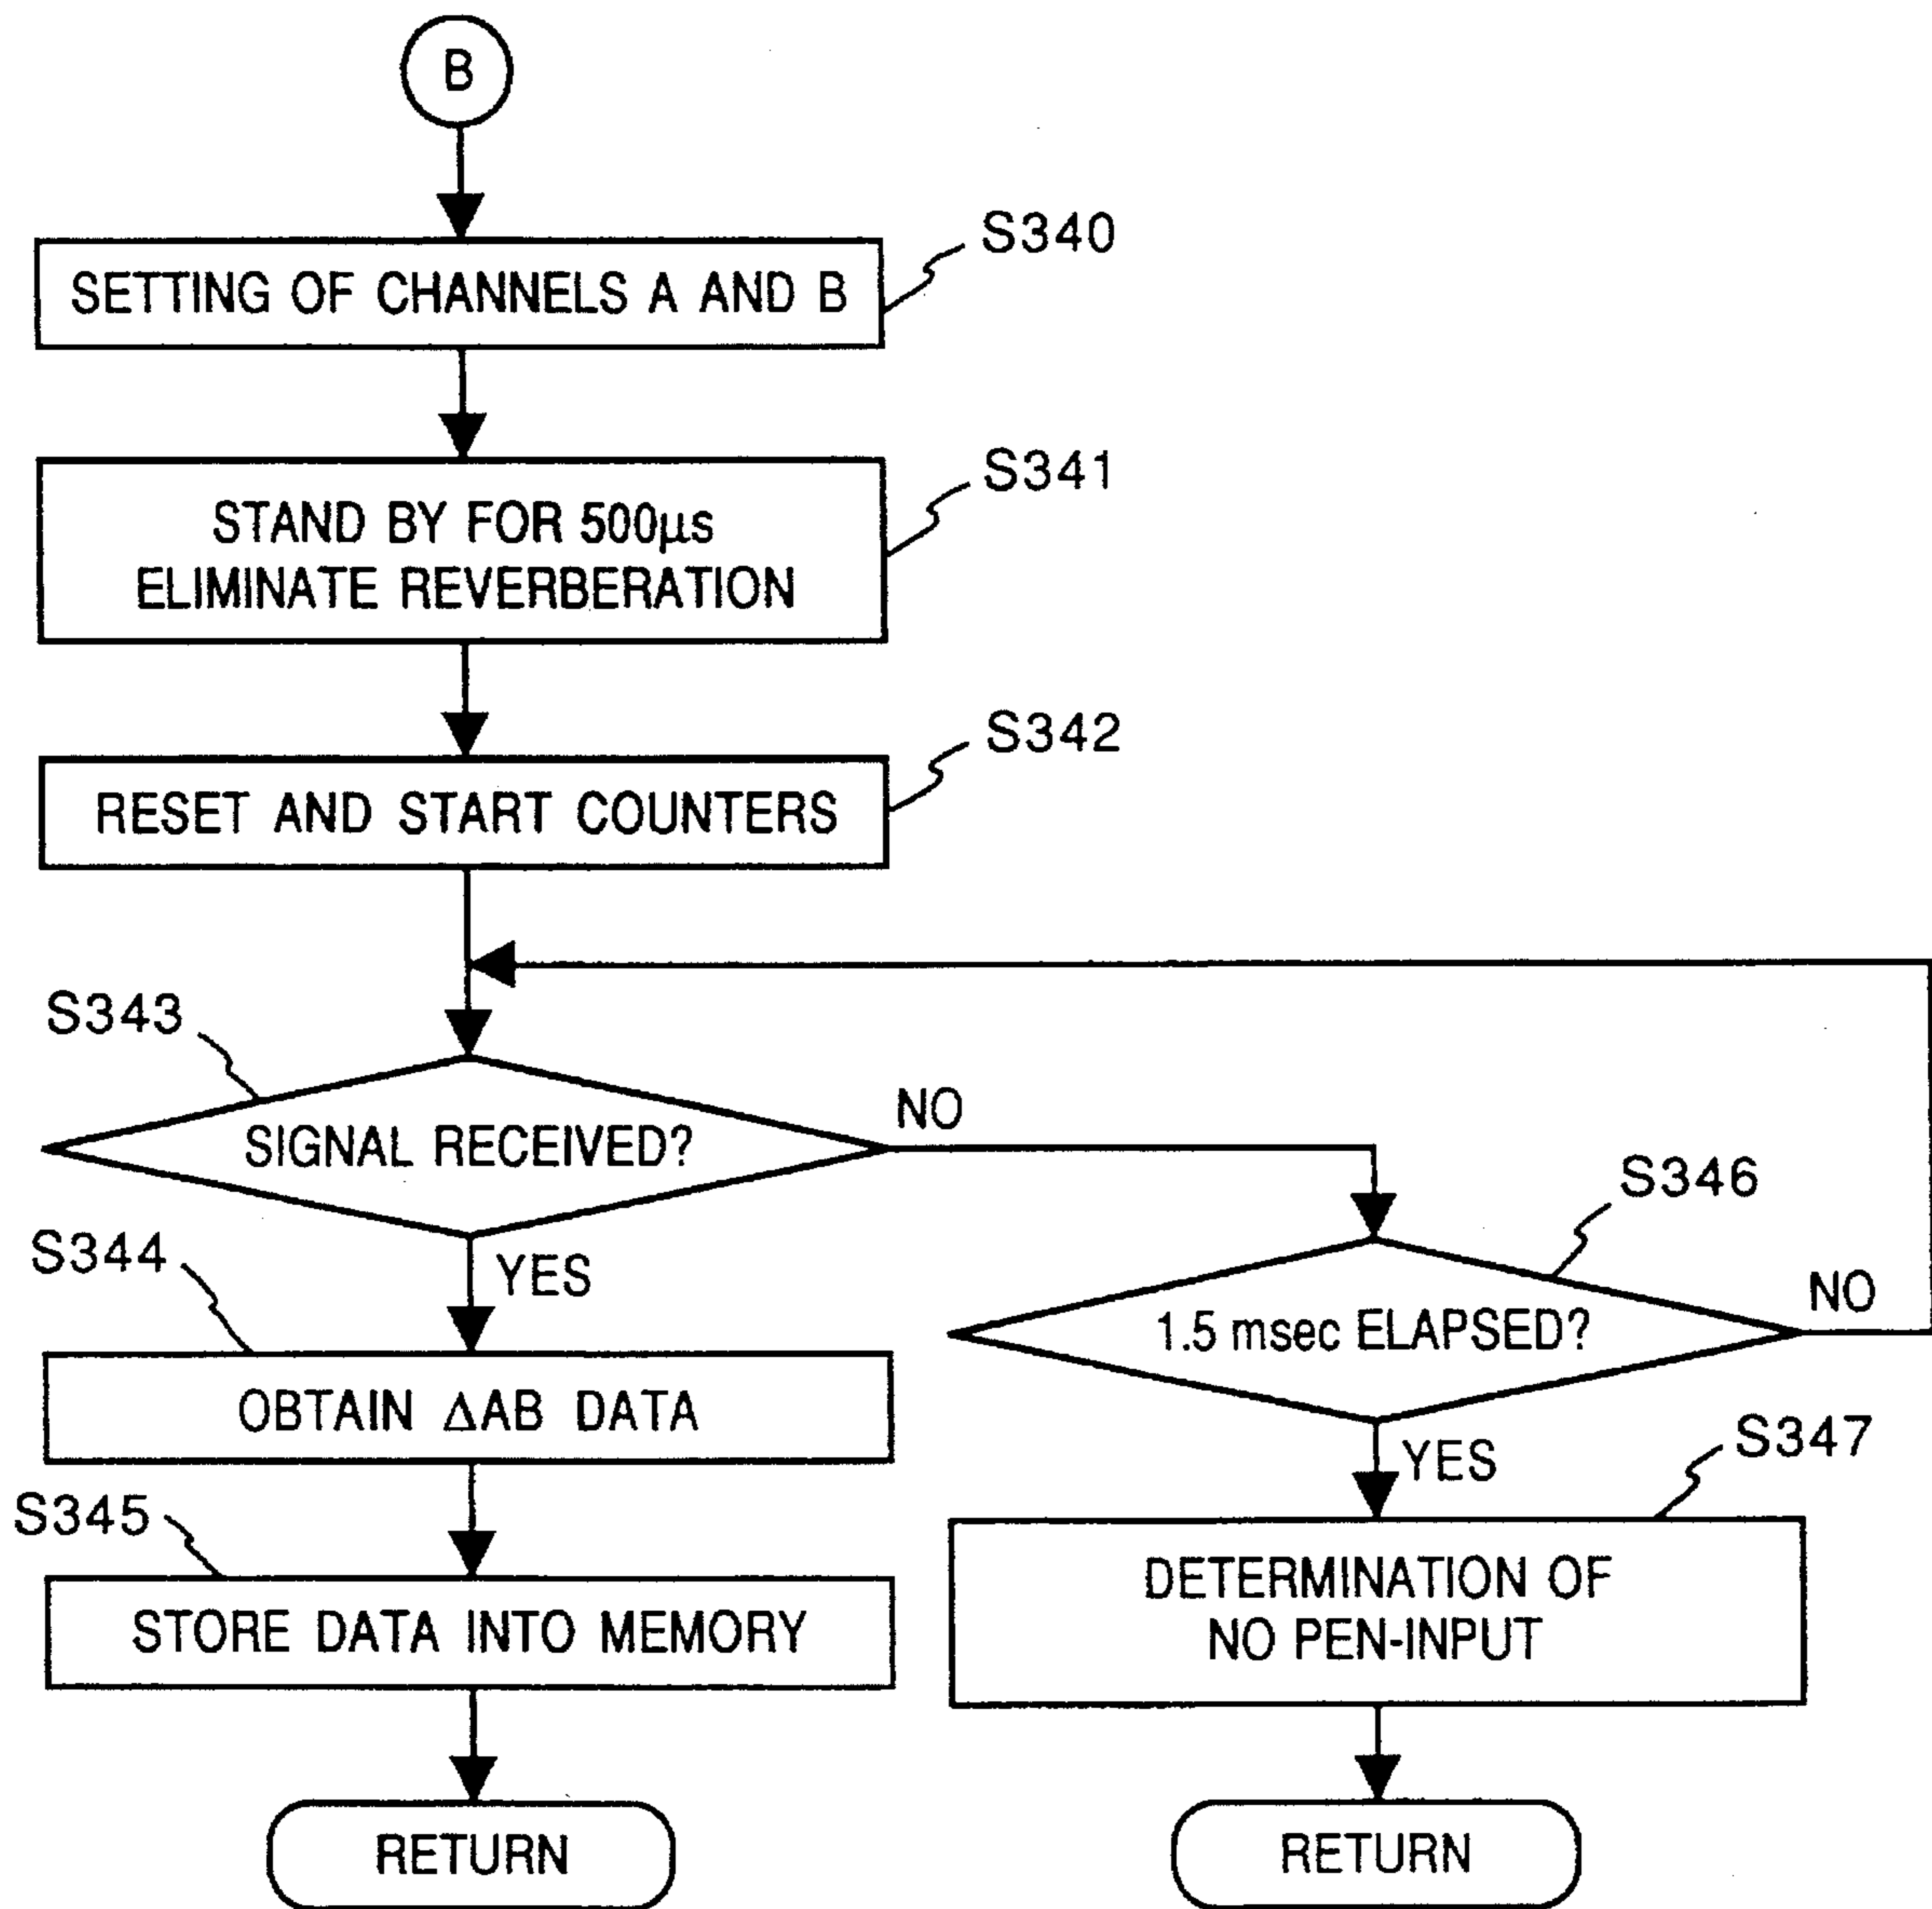 B
S340
SETTING OF CHANNELS A AND B
S341
STAND BY FOR 500µs
ELIMINATE REVERBERATION
S342
RESET AND START COUNTERS
S343
SIGNAL RECEIVED?
NO
S346
S344
YES
1.5 msec ELAPSED?
NO
OBTAIN ΔAB DATA
YES
S347
S345
STORE DATA INTO MEMORY
DETERMINATION OF
NO PEN-INPUT
RETURN
RETURN